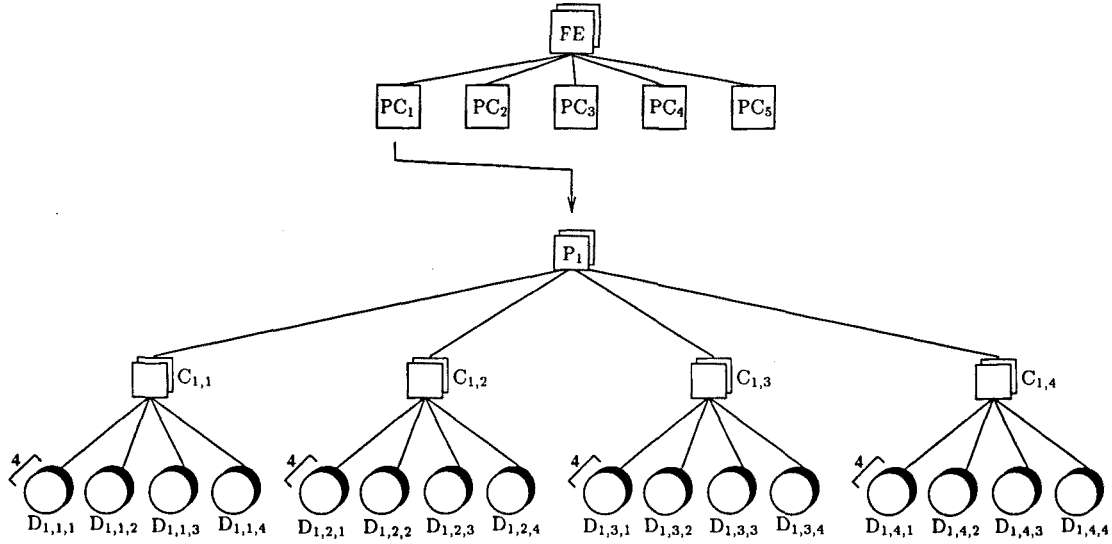 FE
PC₁ PC₂ PC₃ PC₄ PC₅
P₁
C₁,₁ C₁,₂ C₁,₃ C₁,₄
4 4 4 4
D₁,₁,₁ D₁,₁,₂ D₁,₁,₃ D₁,₁,₄ D₁,₂,₁ D₁,₂,₂ D₁,₂,₃ D₁,₂,₄ D₁,₃,₁ D₁,₃,₂ D₁,₃,₃ D₁,₃,₄ D₁,₄,₁ D₁,₄,₂ D₁,₄,₃ D₁,₄,₄